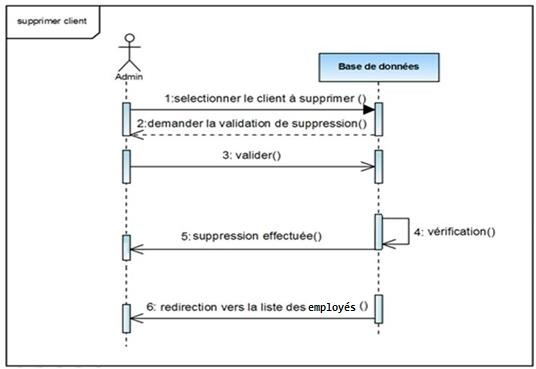 supprimer client
Admin
Base de données
1:selectionner le client à supprimer ()
2:demander la validation de suppression()
3: valider()
4: vérification()
5:suppression effectuée()
6: redirection vers la liste des employés ()